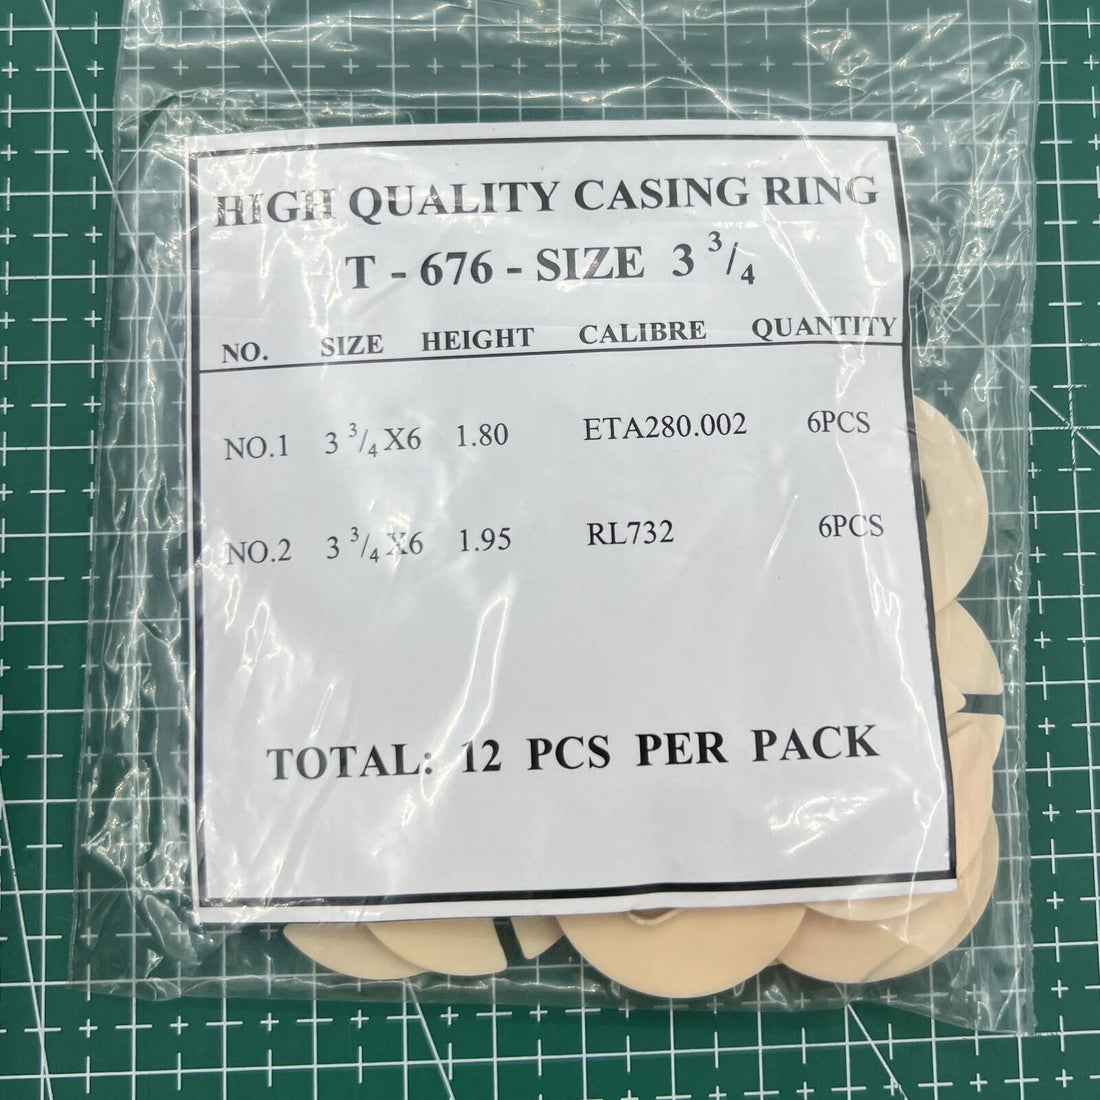 HIGH QUALITY CASING RING
T - 676 - SIZE 3 3/4
NO. SIZE HEIGHT CALIBRE QUANTITY
NO.1 3 3/4 X6 1.80 ETA280.002 6PCS
NO.2 3 3/4 X6 1.95 RL732 6PCS
TOTAL: 12 PCS PER PACK